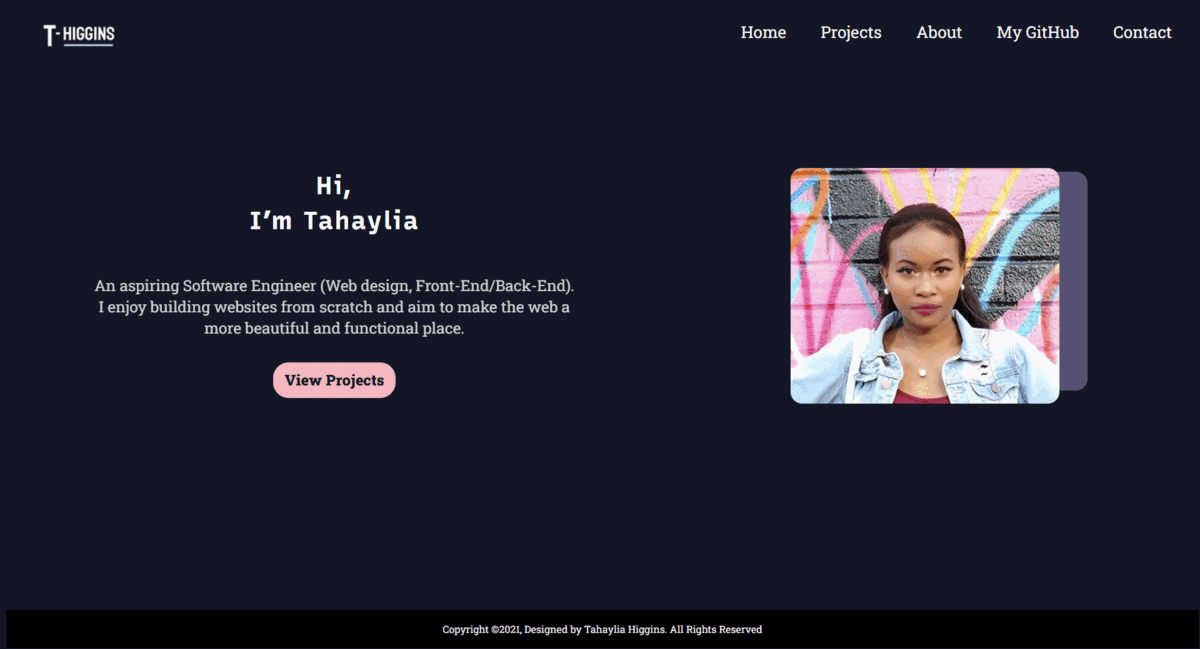 T-HIGGINS
Home Projects About My GitHub Contact
Hi,
I’m Tahaylia
An aspiring Software Engineer (Web design, Front-End/Back-End).
I enjoy building websites from scratch and aim to make the web a
more beautiful and functional place.
View Projects
Copyright ©2021, Designed by Tahaylia Higgins. All Rights Reserved